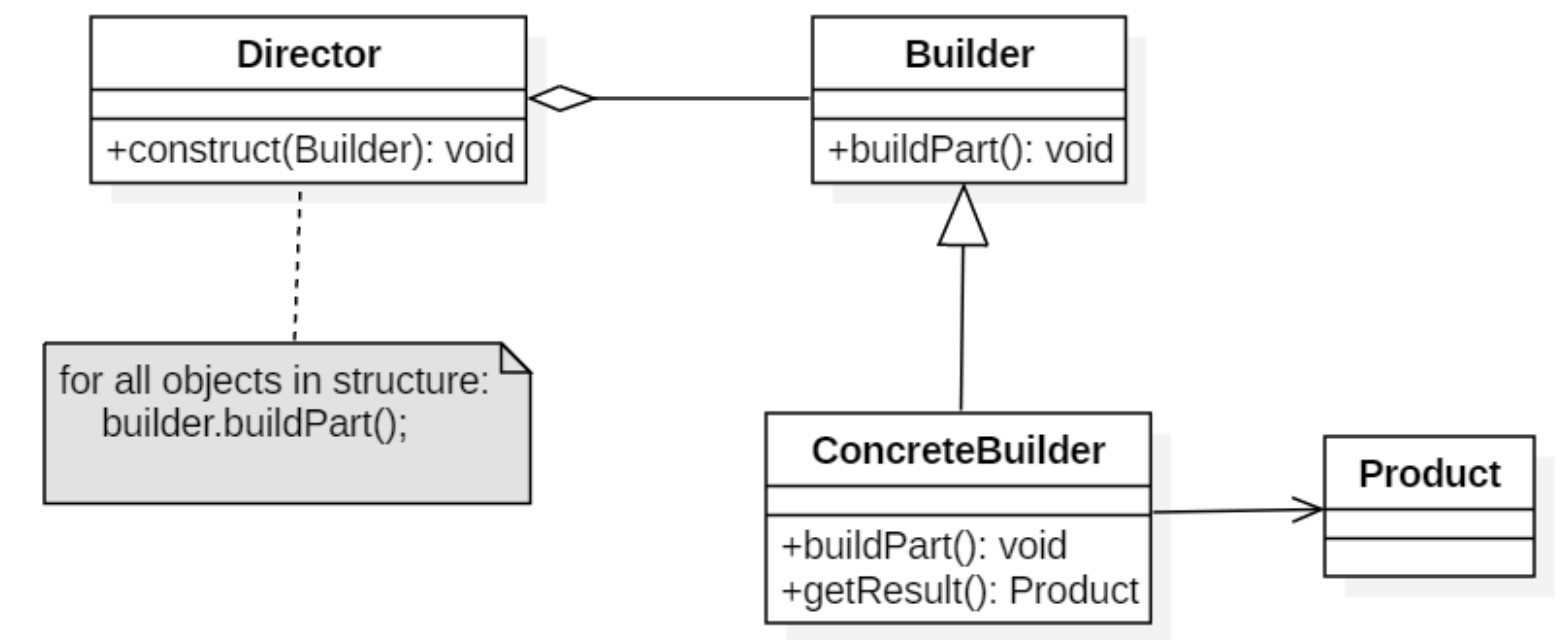 Director
+construct(Builder): void
Builder
+buildPart(): void
for all objects in structure:
builder.buildPart();
ConcreteBuilder
+buildPart(): void
+getResult(): Product
Product